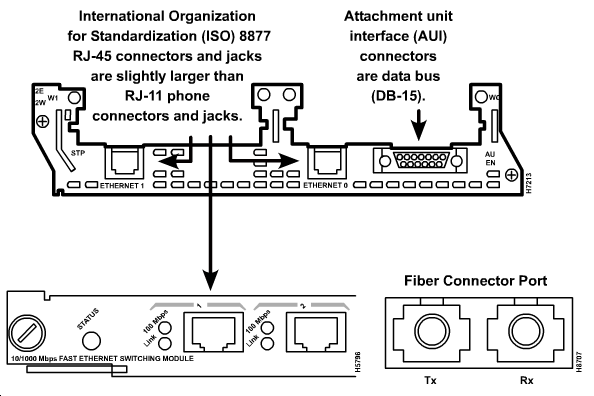 International Organization
for Standardization (ISO) 8877
RJ-45 connectors and jacks
are slightly larger than
RJ-11 phone
connectors and jacks.
Attachment unit
interface (AUI)
connectors
are data bus
(DB-15).
2E
2W
W1
W0
STP
AU
EN
ETHERNET 1
ETHERNET 0
H7213
STATUS
100 Mbps
Link
1
100 Mbps
Link
2
10/1000 Mbps FAST ETHERNET SWITCHING MODULE
H5796
Fiber Connector Port
Tx
Rx
H8707